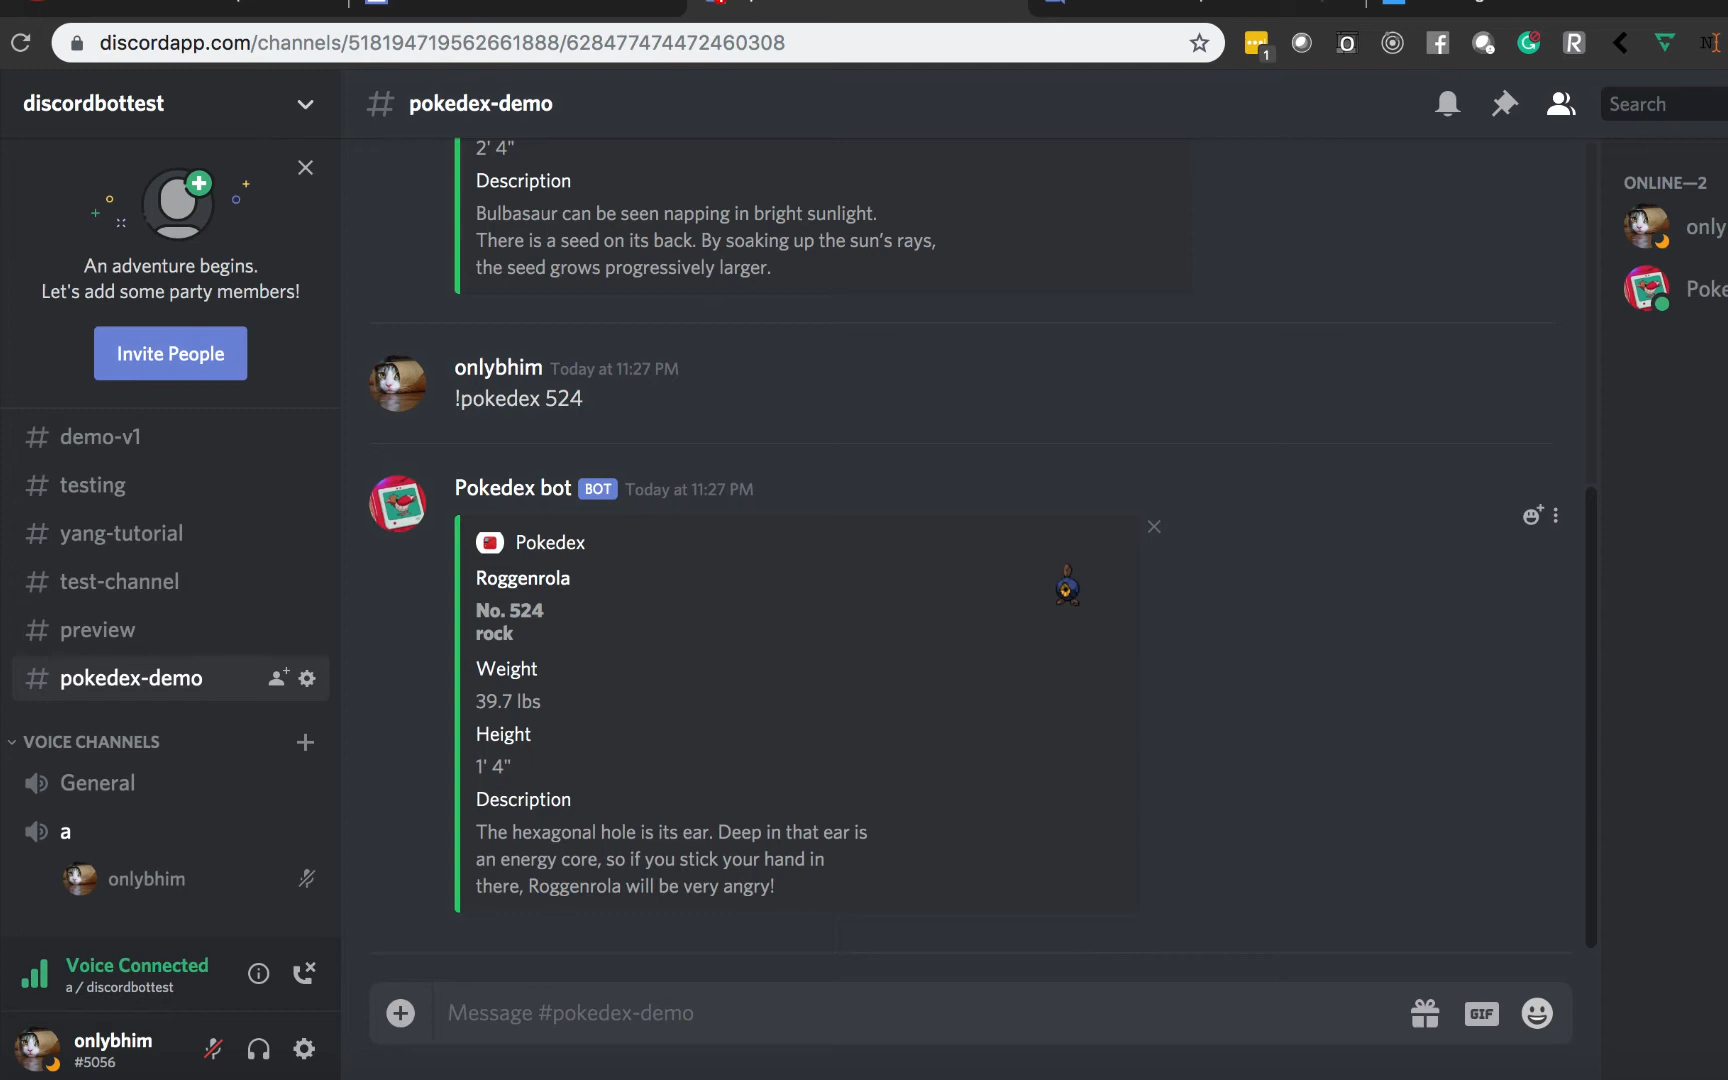 discordapp.com/channels/518194719562661888/628477474472460308
1
discordbottest
pokedex-demo
Search
An adventure begins.
Let's add some party members!
Invite People
demo-v1
testing
yang-tutorial
test-channel
preview
pokedex-demo
VOICE CHANNELS
General
a
onlybhim
Voice Connected
a / discordbottest
onlybhim
#5056
2' 4"
Description
Bulbasaur can be seen napping in bright sunlight.
There is a seed on its back. By soaking up the sun’s rays,
the seed grows progressively larger.
onlybhim Today at 11:27 PM
!pokedex 524
Pokedex bot BOT Today at 11:27 PM
Pokedex
Roggenrola
No. 524
rock
Weight
39.7 lbs
Height
1' 4"
Description
The hexagonal hole is its ear. Deep in that ear is
an energy core, so if you stick your hand in
there, Roggenrola will be very angry!
Message #pokedex-demo
GIF
ONLINE—2
only
Poke